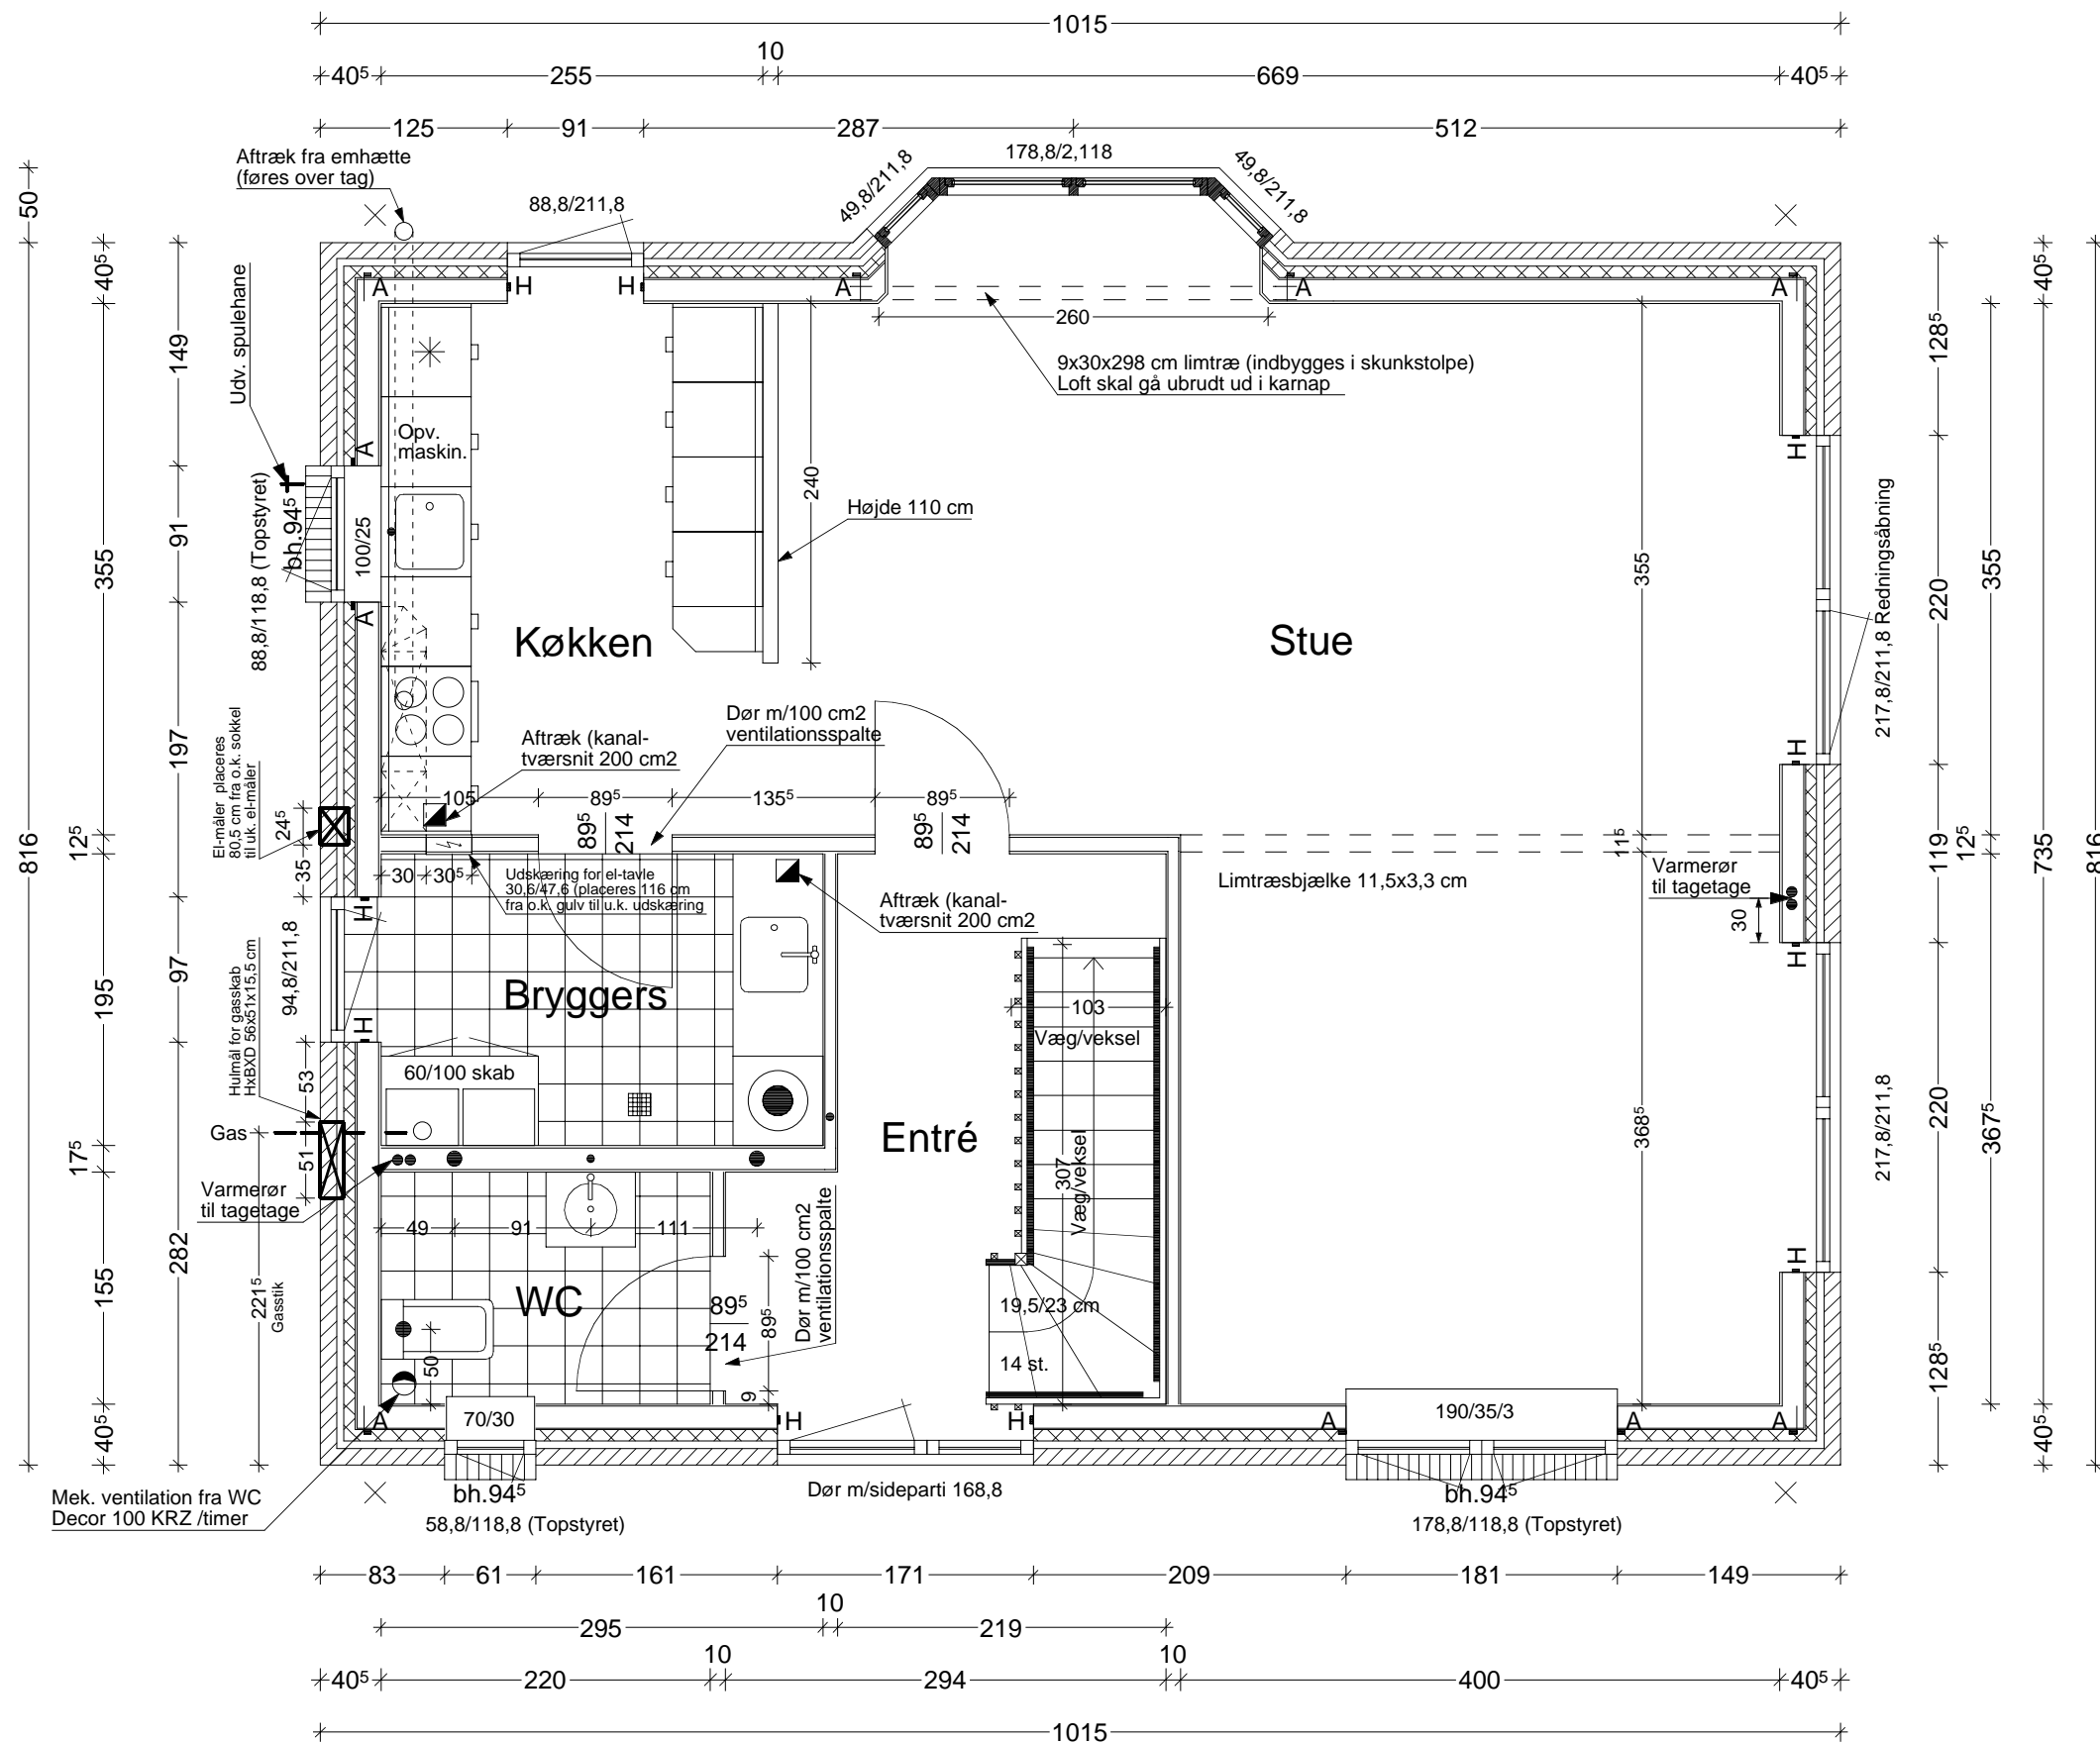 1015
10
40⁵ 255 669 40⁵
125 91 287 512
Aftræk fra emhætte
(føres over tag)
88,8/211,8
49,8/211,8
178,8/2,118
49,8/211,8
50
816
40⁵
355
12⁵
195
17⁵
155
40⁵
149
91
197
97
282
Udv. spulehane
88,8/118,8 (Topstyret)
bh.94⁵
100/25
A
H H
A
A
A
A
A
260
9x30x298 cm limtræ (indbygges i skunkstolpe)
Loft skal gå ubrudt ud i karnap
Opv.
maskin.
240
Højde 110 cm
Køkken
Stue
355
H
H
217,8/211,8 Redningsåbning
El-måler placeres
80,5 cm fra o.k. sokkel
til uk. el-måler
24⁵
35
Aftræk (kanal-
tværsnit 200 cm2
Dør m/100 cm2
ventilationsspalte
105 89⁵ 135⁵ 89⁵
89⁵
214
89⁵
214
30 30⁵
Udskæring for el-tavle
30,6/47,6 (placeres 116 cm
fra o.k. gulv til u.k. udskæring
Aftræk (kanal-
tværsnit 200 cm2
11⁵
Limtræsbjælke 11,5x3,3 cm
Varmerør
til tagetage
30
H
H
94,8/211,8
Hulmål for gasskab
HxBXD 56x51x15,5 cm
53
51
H
H
Bryggers
60/100 skab
Gas
Varmerør
til tagetage
221⁵
Gasstik
Entré
103
Væg/veksel
307
Væg/veksel
368⁵
217,8/211,8
49 91 111
WC
89⁵
214
89⁵
9
50
Dør m/100 cm2
ventilationsspalte
19,5/23 cm
14 st.
A
70/30
H
H
A
190/35/3
A
A
Mek. ventilation fra WC
Decor 100 KRZ /timer
bh.94⁵
58,8/118,8 (Topstyret)
Dør m/sideparti 168,8
bh.94⁵
178,8/118,8 (Topstyret)
128⁵
220
119
220
128⁵
355
12⁵
367⁵
40⁵
735
40⁵
816
83 61 161 171 209 181 149
10
295 219
10 10
40⁵ 220 294 400 40⁵
1015